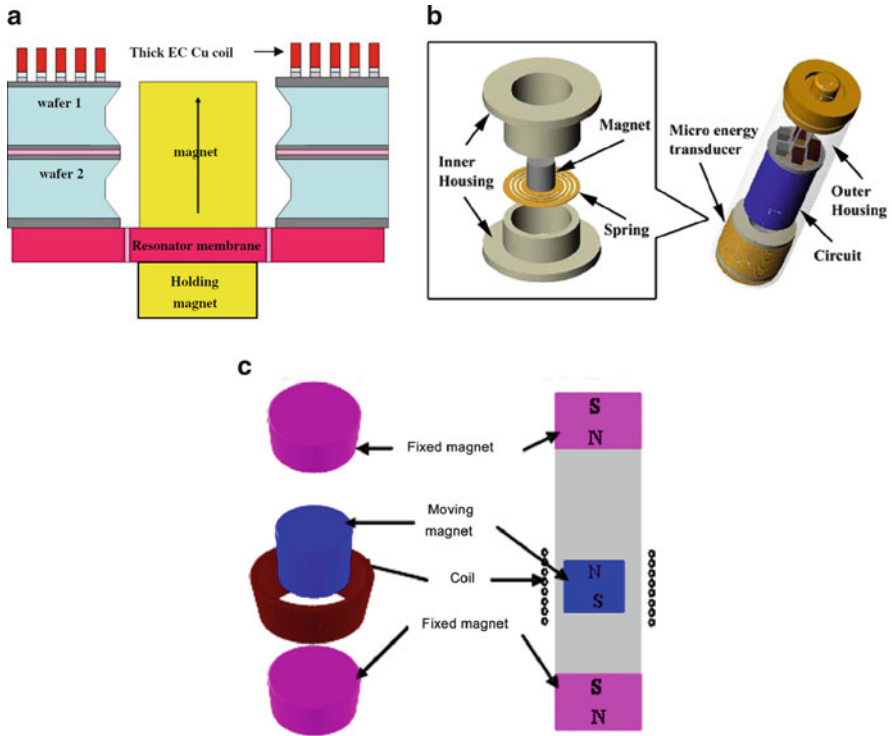 a
Thick EC Cu coil
wafer 1
magnet
wafer 2
Resonator membrane
Holding
magnet
b
Magnet
Inner
Housing
Spring
Micro energy
transducer
Outer
Housing
Circuit
c
S
N
Fixed magnet
Moving
magnet
N
Coil
S
Fixed magnet
S
N